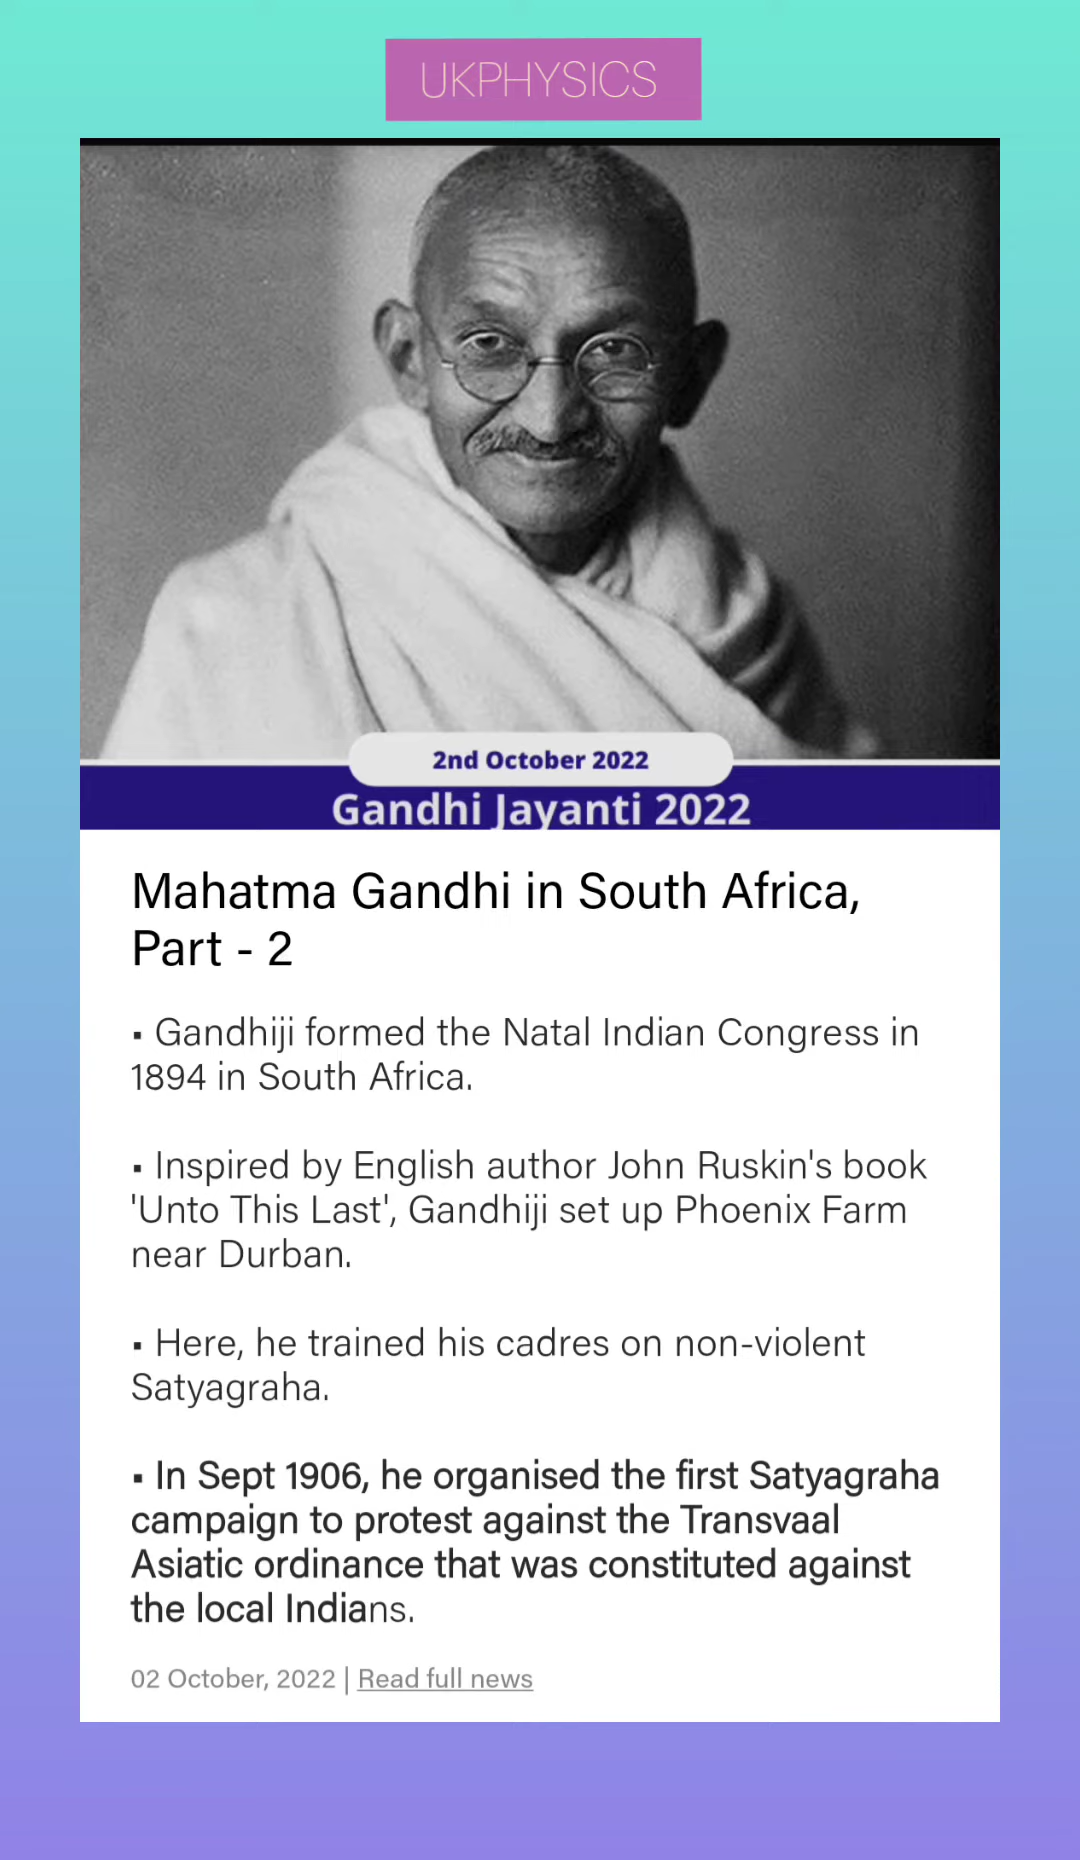 UKPHYSICS
2nd October 2022
Gandhi Jayanti 2022
Mahatma Gandhi in South Africa,
Part - 2
▪ Gandhiji formed the Natal Indian Congress in
1894 in South Africa.
▪ Inspired by English author John Ruskin's book
'Unto This Last', Gandhiji set up Phoenix Farm
near Durban.
▪ Here, he trained his cadres on non-violent
Satyagraha.
▪ In Sept 1906, he organised the first Satyagraha
campaign to protest against the Transvaal
Asiatic ordinance that was constituted against
the local Indians.
02 October, 2022 | Read full news